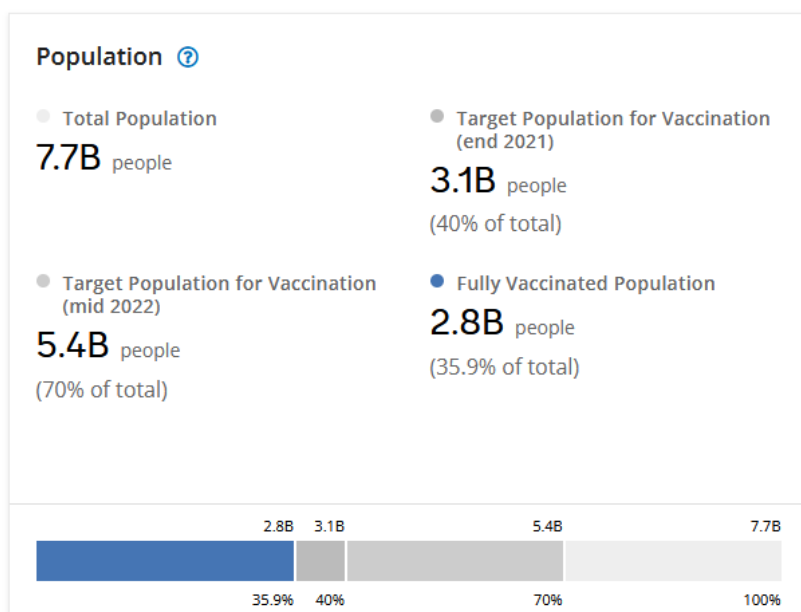 Population ?
Total Population
7.7B people
Target Population for Vaccination
(end 2021)
3.1B people
(40% of total)
Target Population for Vaccination
(mid 2022)
5.4B people
(70% of total)
Fully Vaccinated Population
2.8B people
(35.9% of total)
2.8B 3.1B 5.4B 7.7B
35.9% 40% 70% 100%